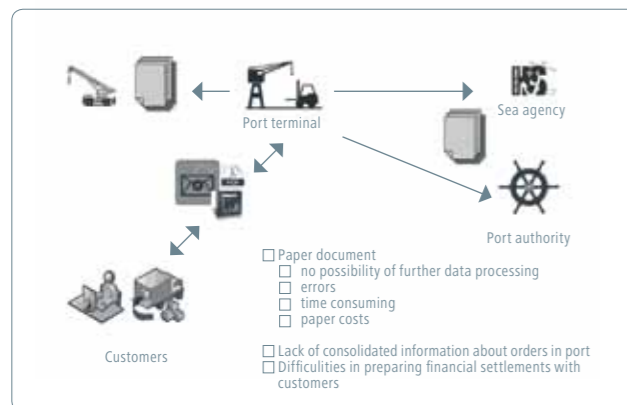 Port terminal
Sea agency
Port authority
Customers
Paper document
no possibility of further data processing
errors
time consuming
paper costs
Lack of consolidated information about orders in port
Difficulities in preparing financial settlements with
customers